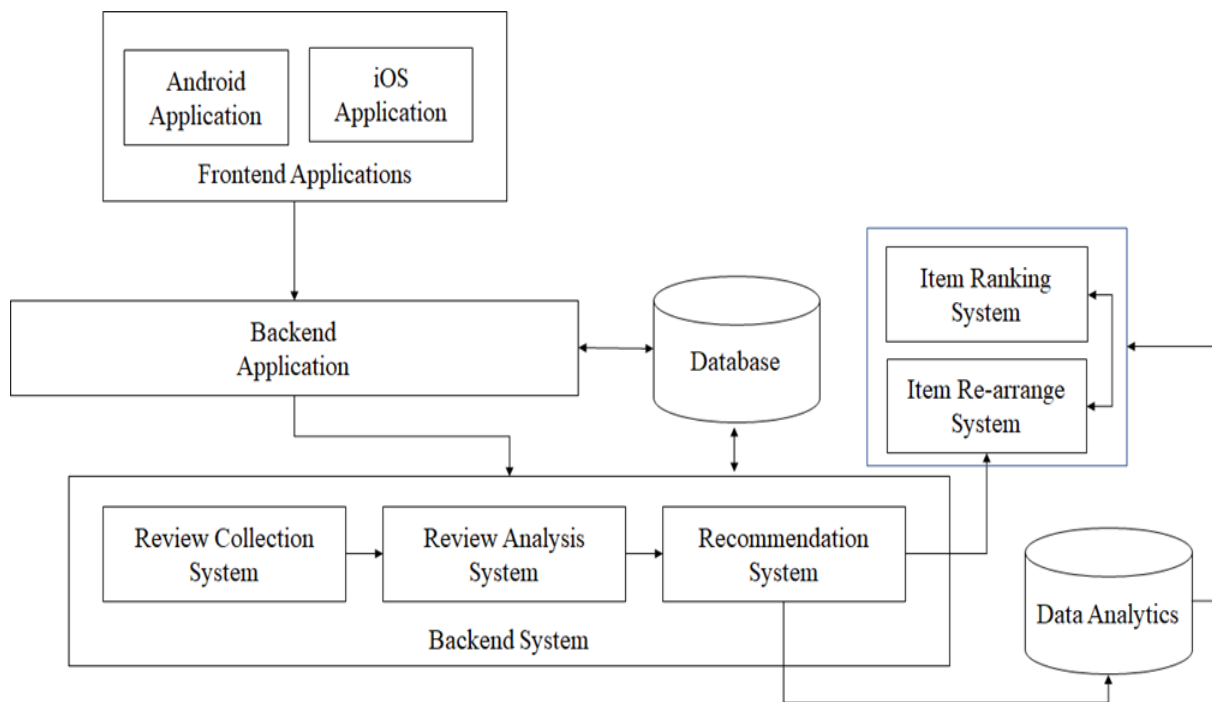 Android
Application
iOS
Application
Frontend Applications
Backend
Application
Database
Item Ranking
System
Item Re-arrange
System
Review Collection
System
Review Analysis
System
Recommendation
System
Backend System
Data Analytics